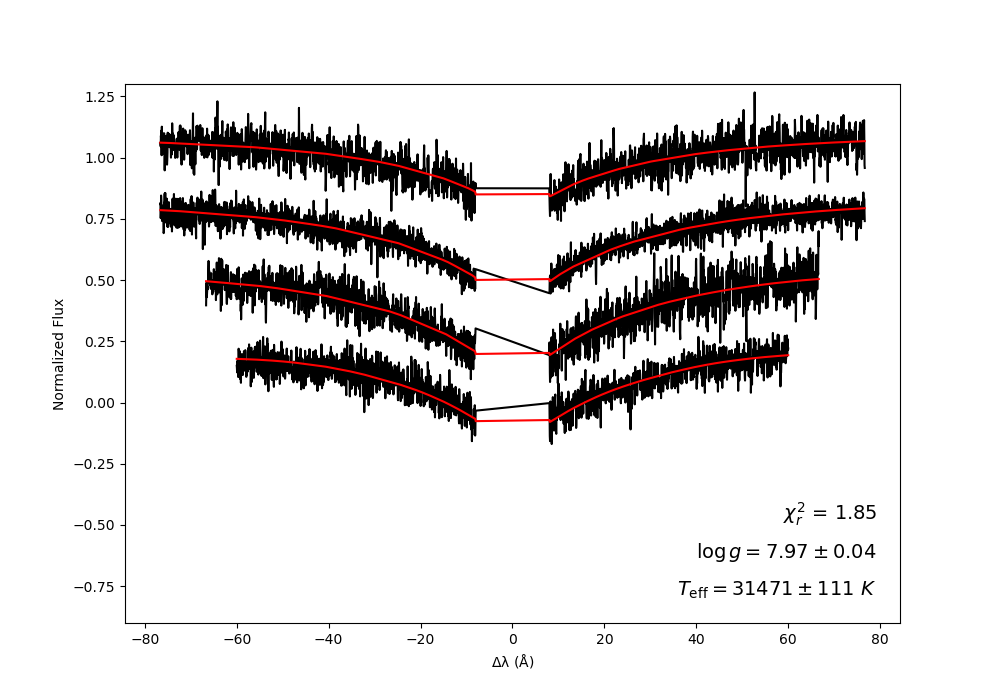 1.25
1.00
0.75
0.50
0.25
0.00
−0.25
−0.50
−0.75
Normalized Flux
χ²ᵣ = 1.85
log g = 7.97 ± 0.04
T_eff = 31471 ± 111 K
−80 −60 −40 −20 0 20 40 60 80
Δλ (Å)